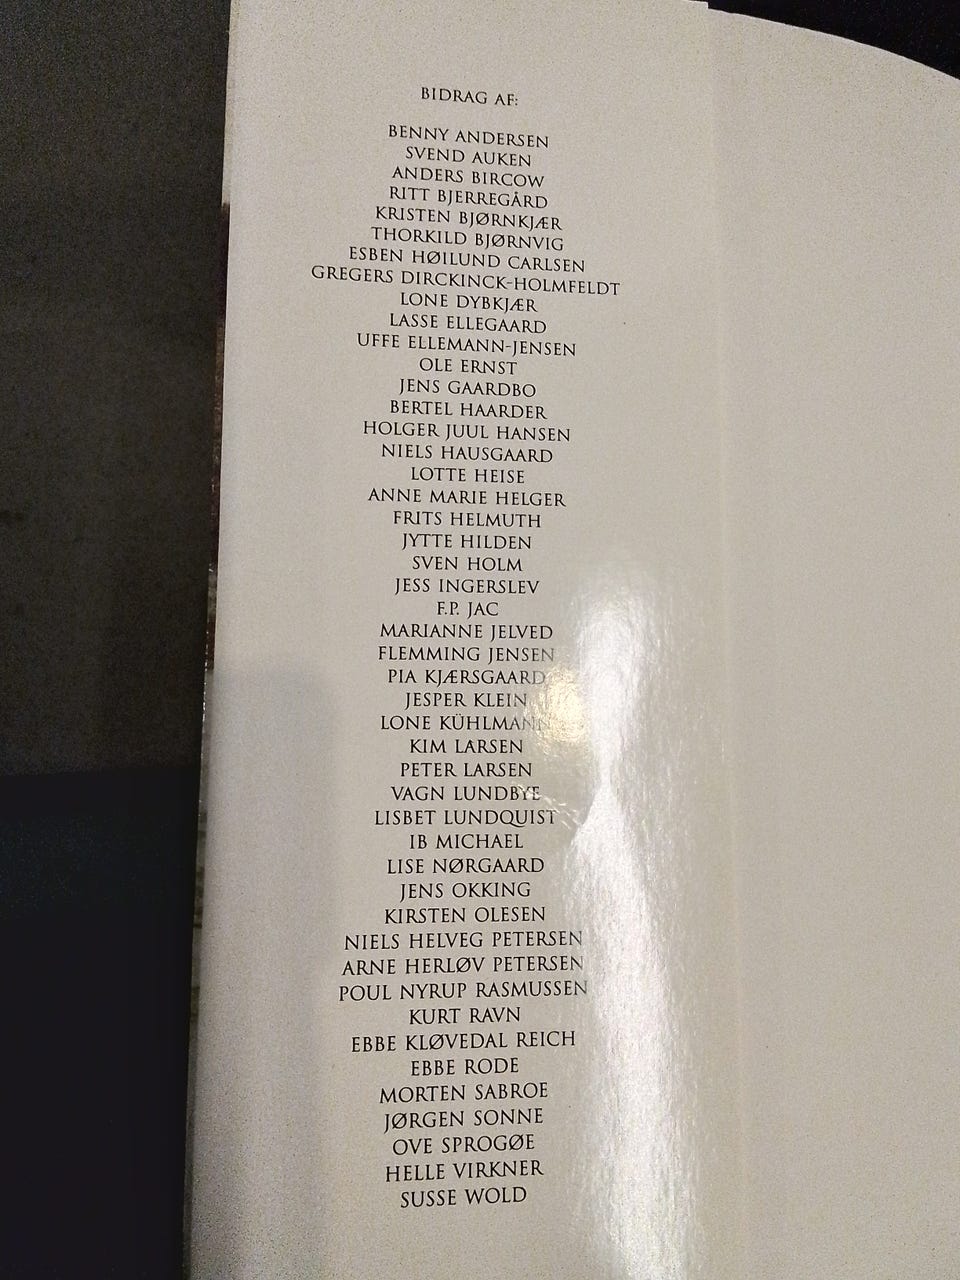 BIDRAG AF:
BENNY ANDERSEN
SVEND AUKEN
ANDERS BIRCOW
RITT BJERREGÅRD
KRISTEN BJØRNKJÆR
THORKILD BJØRNVIG
ESBEN HØILUND CARLSEN
GREGERS DIRCKINCK-HOLMFELDT
LONE DYBKJÆR
LASSE ELLEGAARD
UFFE ELLEMANN-JENSEN
OLE ERNST
JENS GAARDBO
BERTEL HAARDER
HOLGER JUUL HANSEN
NIELS HAUSGAARD
LOTTE HEISE
ANNE MARIE HELGER
FRITS HELMUTH
JYTTE HILDEN
SVEN HOLM
JESS INGERSLEV
F.P. JAC
MARIANNE JELVED
FLEMMING JENSEN
PIA KJÆRSGAARD
JESPER KLEIN
LONE KÜHLMANN
KIM LARSEN
PETER LARSEN
VAGN LUNDBYE
LISBET LUNDQUIST
IB MICHAEL
LISE NØRGAARD
JENS OKKING
KIRSTEN OLESEN
NIELS HELVEG PETERSEN
ARNE HERLØV PETERSEN
POUL NYRUP RASMUSSEN
KURT RAVN
EBBE KLØVEDAL REICH
EBBE RODE
MORTEN SABROE
JØRGEN SONNE
OVE SPROGØE
HELLE VIRKNER
SUSSE WOLD